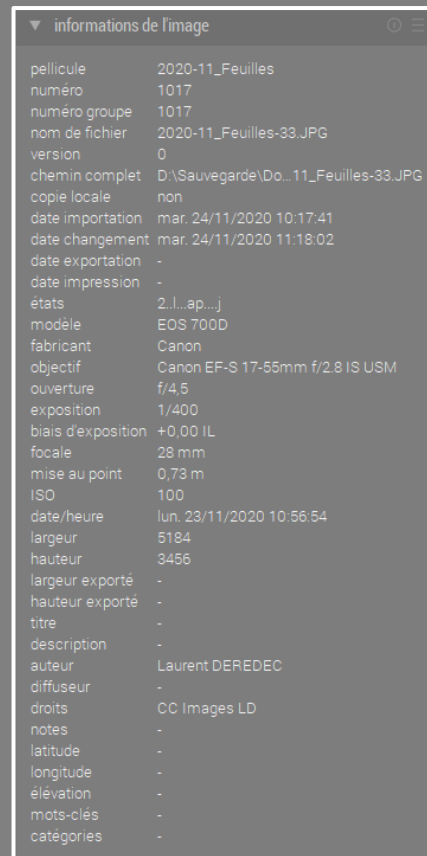 informations de l'image
pellicule 2020-11_Feuilles
numéro 1017
numéro groupe 1017
nom de fichier 2020-11_Feuilles-33.JPG
version 0
chemin complet D:\Sauvegarde\Do...11_Feuilles-33.JPG
copie locale non
date importation mar. 24/11/2020 10:17:41
date changement mar. 24/11/2020 11:18:02
date exportation -
date impression -
états 2..l...ap....j
modèle EOS 700D
fabricant Canon
objectif Canon EF-S 17-55mm f/2.8 IS USM
ouverture f/4,5
exposition 1/400
biais d'exposition +0,00 IL
focale 28 mm
mise au point 0,73 m
ISO 100
date/heure lun. 23/11/2020 10:56:54
largeur 5184
hauteur 3456
largeur exporté -
hauteur exporté -
titre -
description -
auteur Laurent DEREDEC
diffuseur -
droits CC Images LD
notes -
latitude -
longitude -
élévation -
mots-clés -
catégories -